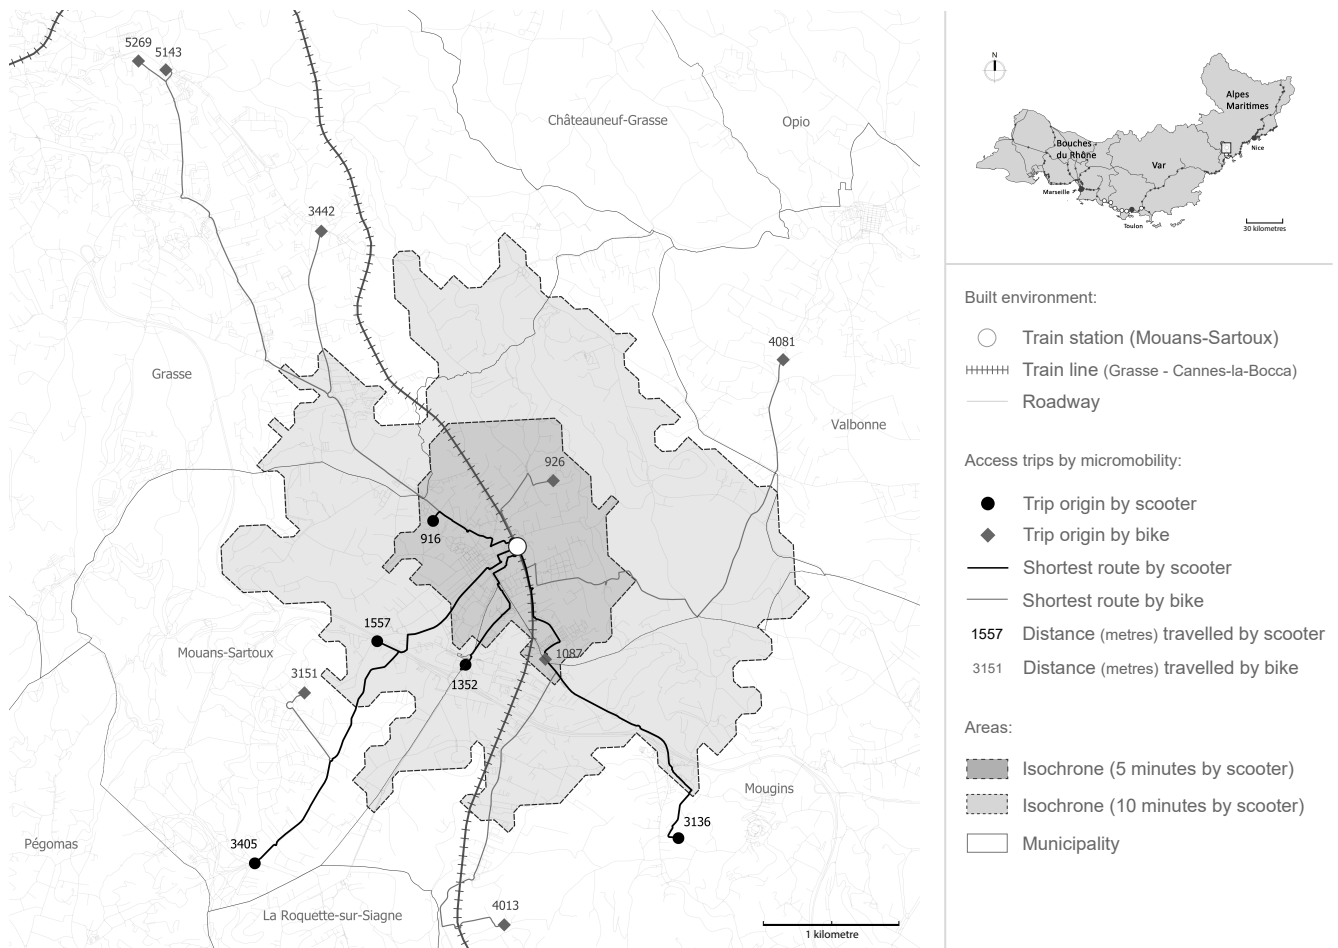 5269
5143
Châteauneuf-Grasse
Opio
3442
4081
Grasse
Valbonne
926
916
1557
Mouans-Sartoux
3151
1352
1087
Mougins
3136
3405
Pégomas
La Roquette-sur-Siagne
4013
1 kilometre
N
Alpes
Maritimes
Bouches -
du Rhône
Var
Nice
Marseille
Toulon
30 kilometres
Built environment:
Train station (Mouans-Sartoux)
Train line (Grasse - Cannes-la-Bocca)
Roadway
Access trips by micromobility:
Trip origin by scooter
Trip origin by bike
Shortest route by scooter
Shortest route by bike
1557 Distance (metres) travelled by scooter
3151 Distance (metres) travelled by bike
Areas:
Isochrone (5 minutes by scooter)
Isochrone (10 minutes by scooter)
Municipality